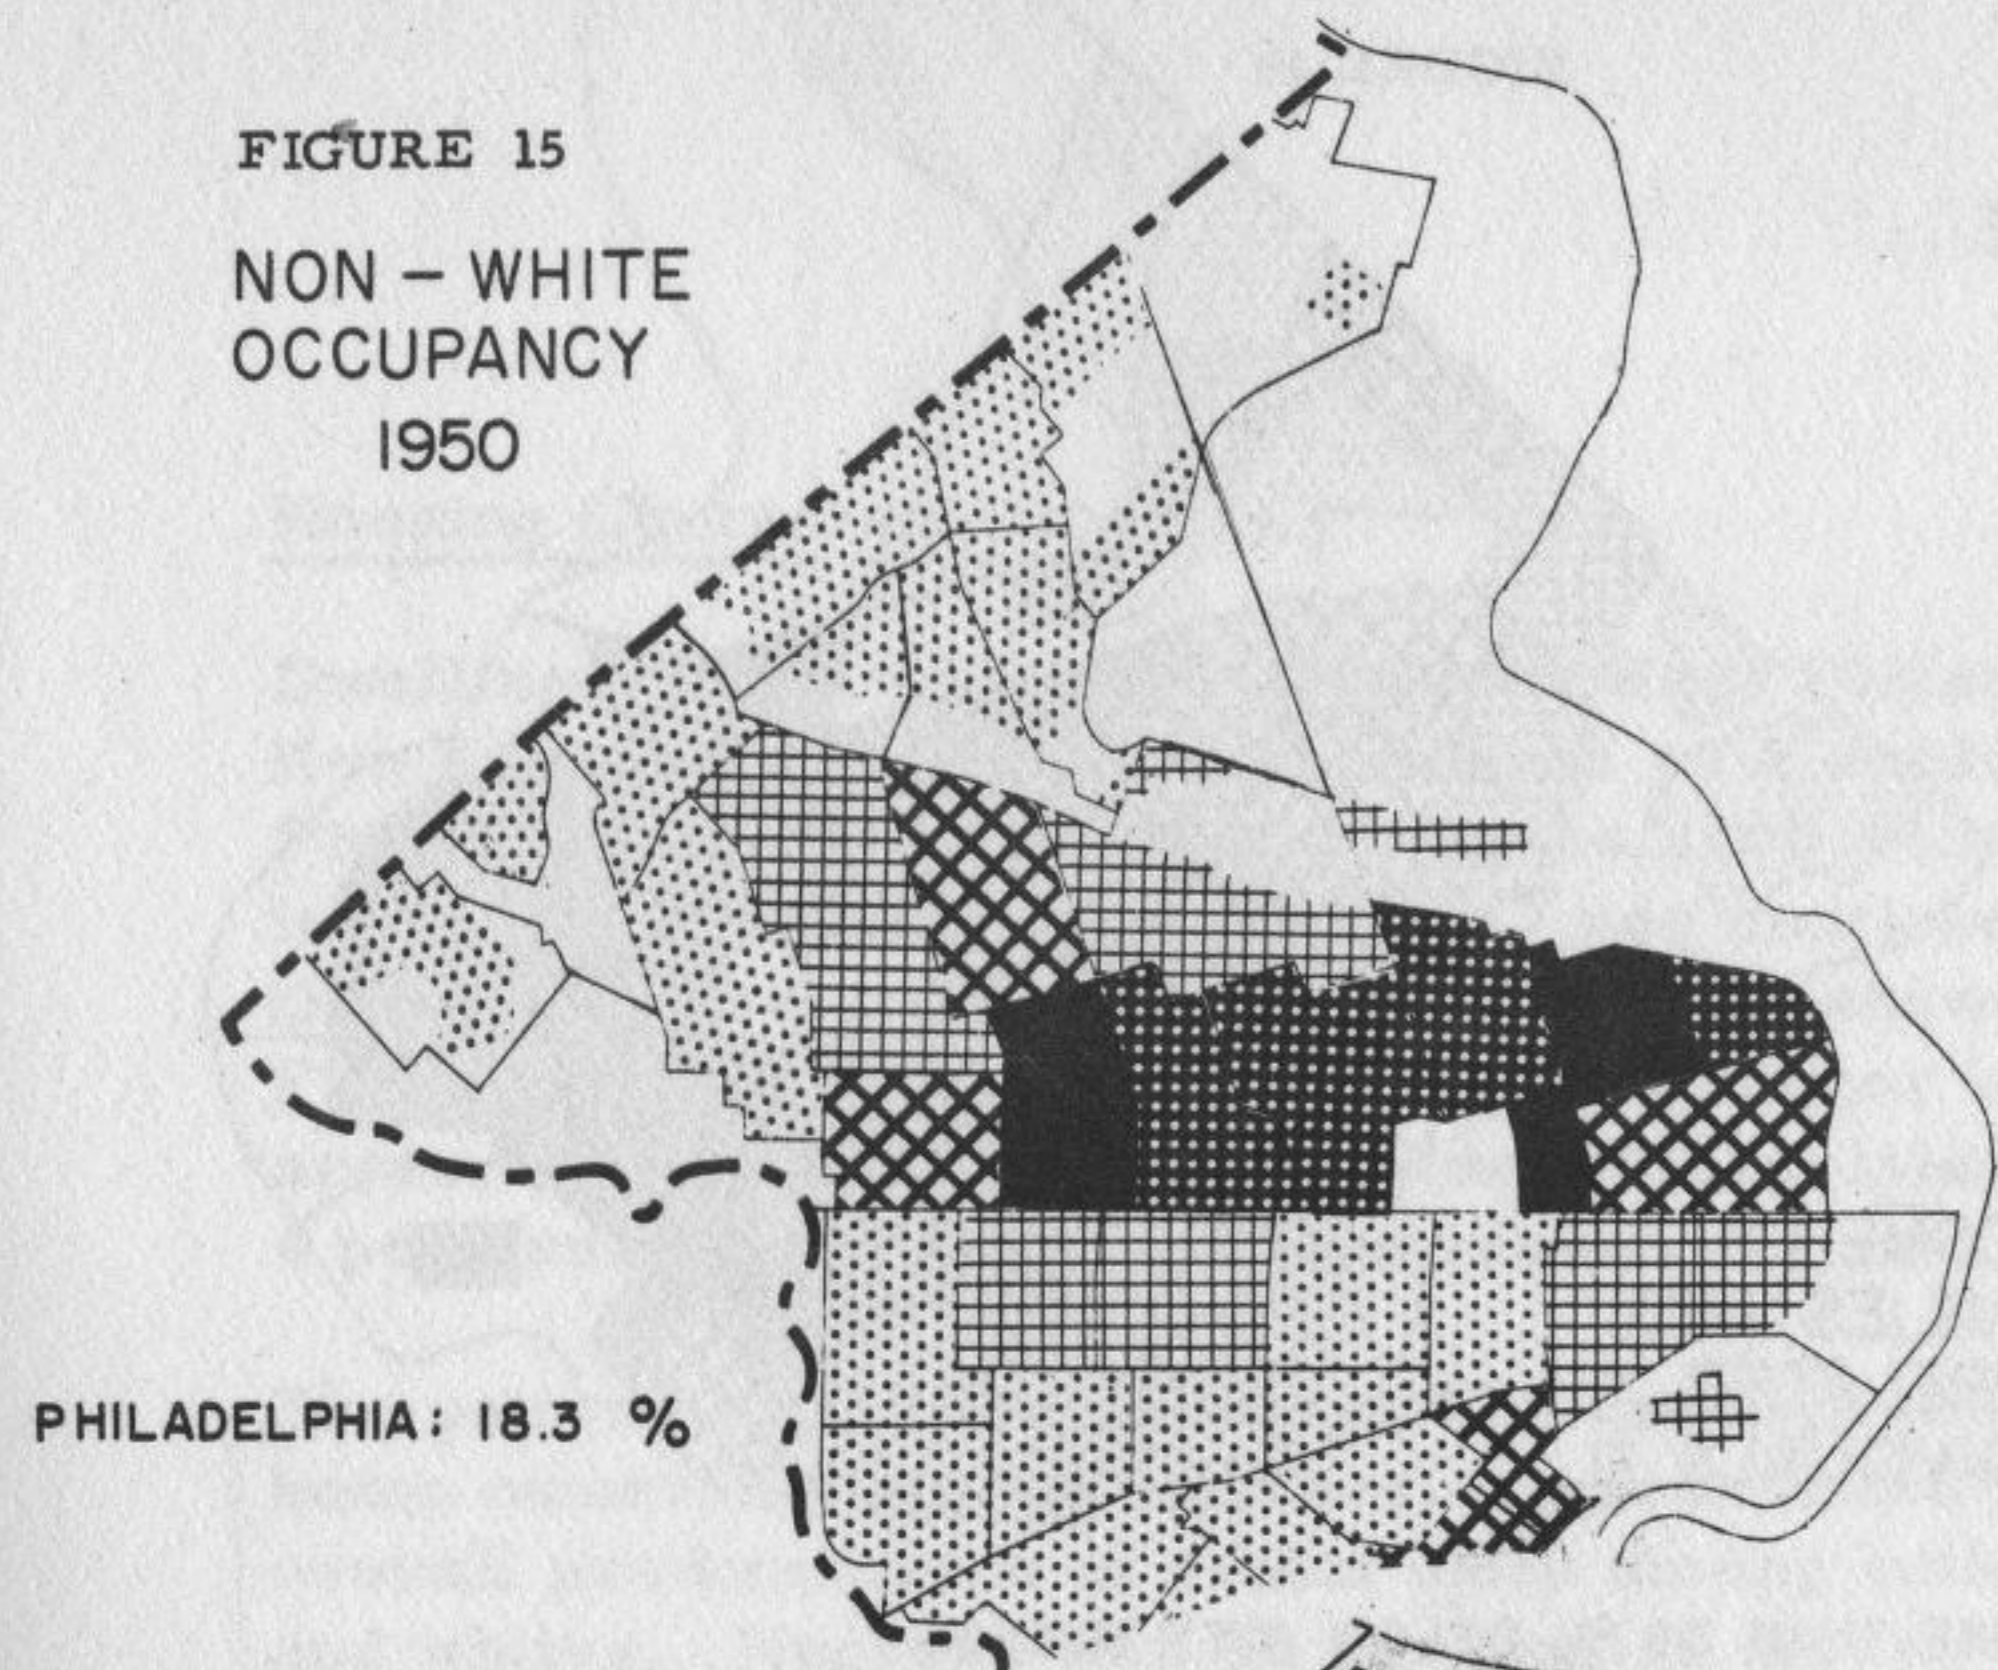 FIGURE 15
NON - WHITE
OCCUPANCY
1950
PHILADELPHIA: 18.3 %